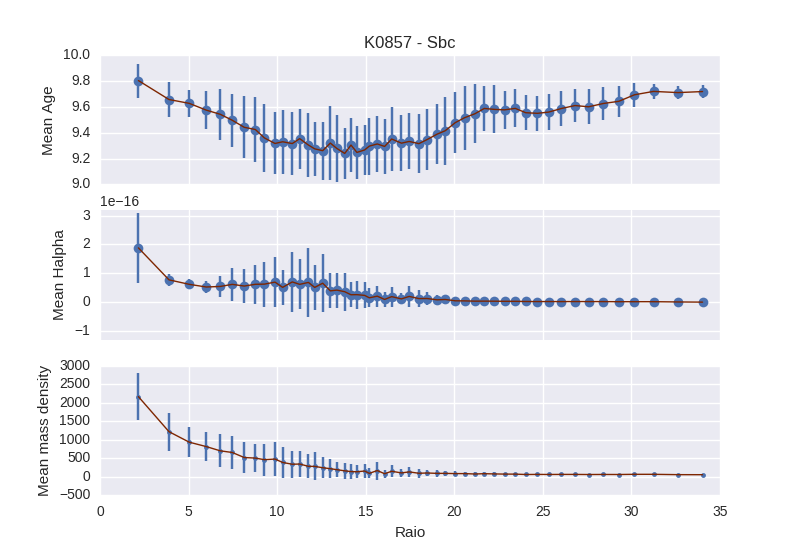 K0857 - Sbc
10.0
9.8
9.6
9.4
9.2
9.0
Mean Age
1e−16
3
2
1
0
−1
Mean Halpha
3000
2500
2000
1500
1000
500
0
−500
Mean mass density
0 5 10 15 20 25 30 35
Raio